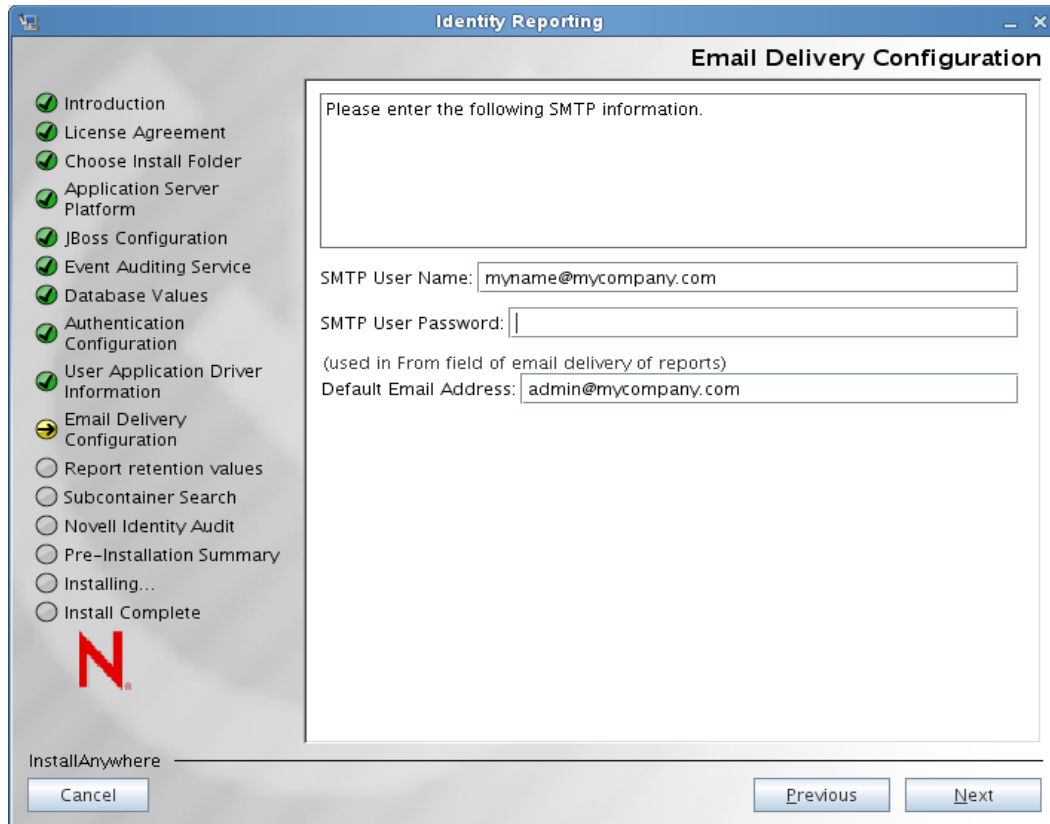 Identity Reporting
Email Delivery Configuration
Introduction
License Agreement
Choose Install Folder
Application Server
Platform
JBoss Configuration
Event Auditing Service
Database Values
Authentication
Configuration
User Application Driver
Information
Email Delivery
Configuration
Report retention values
Subcontainer Search
Novell Identity Audit
Pre-Installation Summary
Installing...
Install Complete
N®
Please enter the following SMTP information.
SMTP User Name: myname@mycompany.com
SMTP User Password:
(used in From field of email delivery of reports)
Default Email Address: admin@mycompany.com
InstallAnywhere
Cancel
Previous
Next